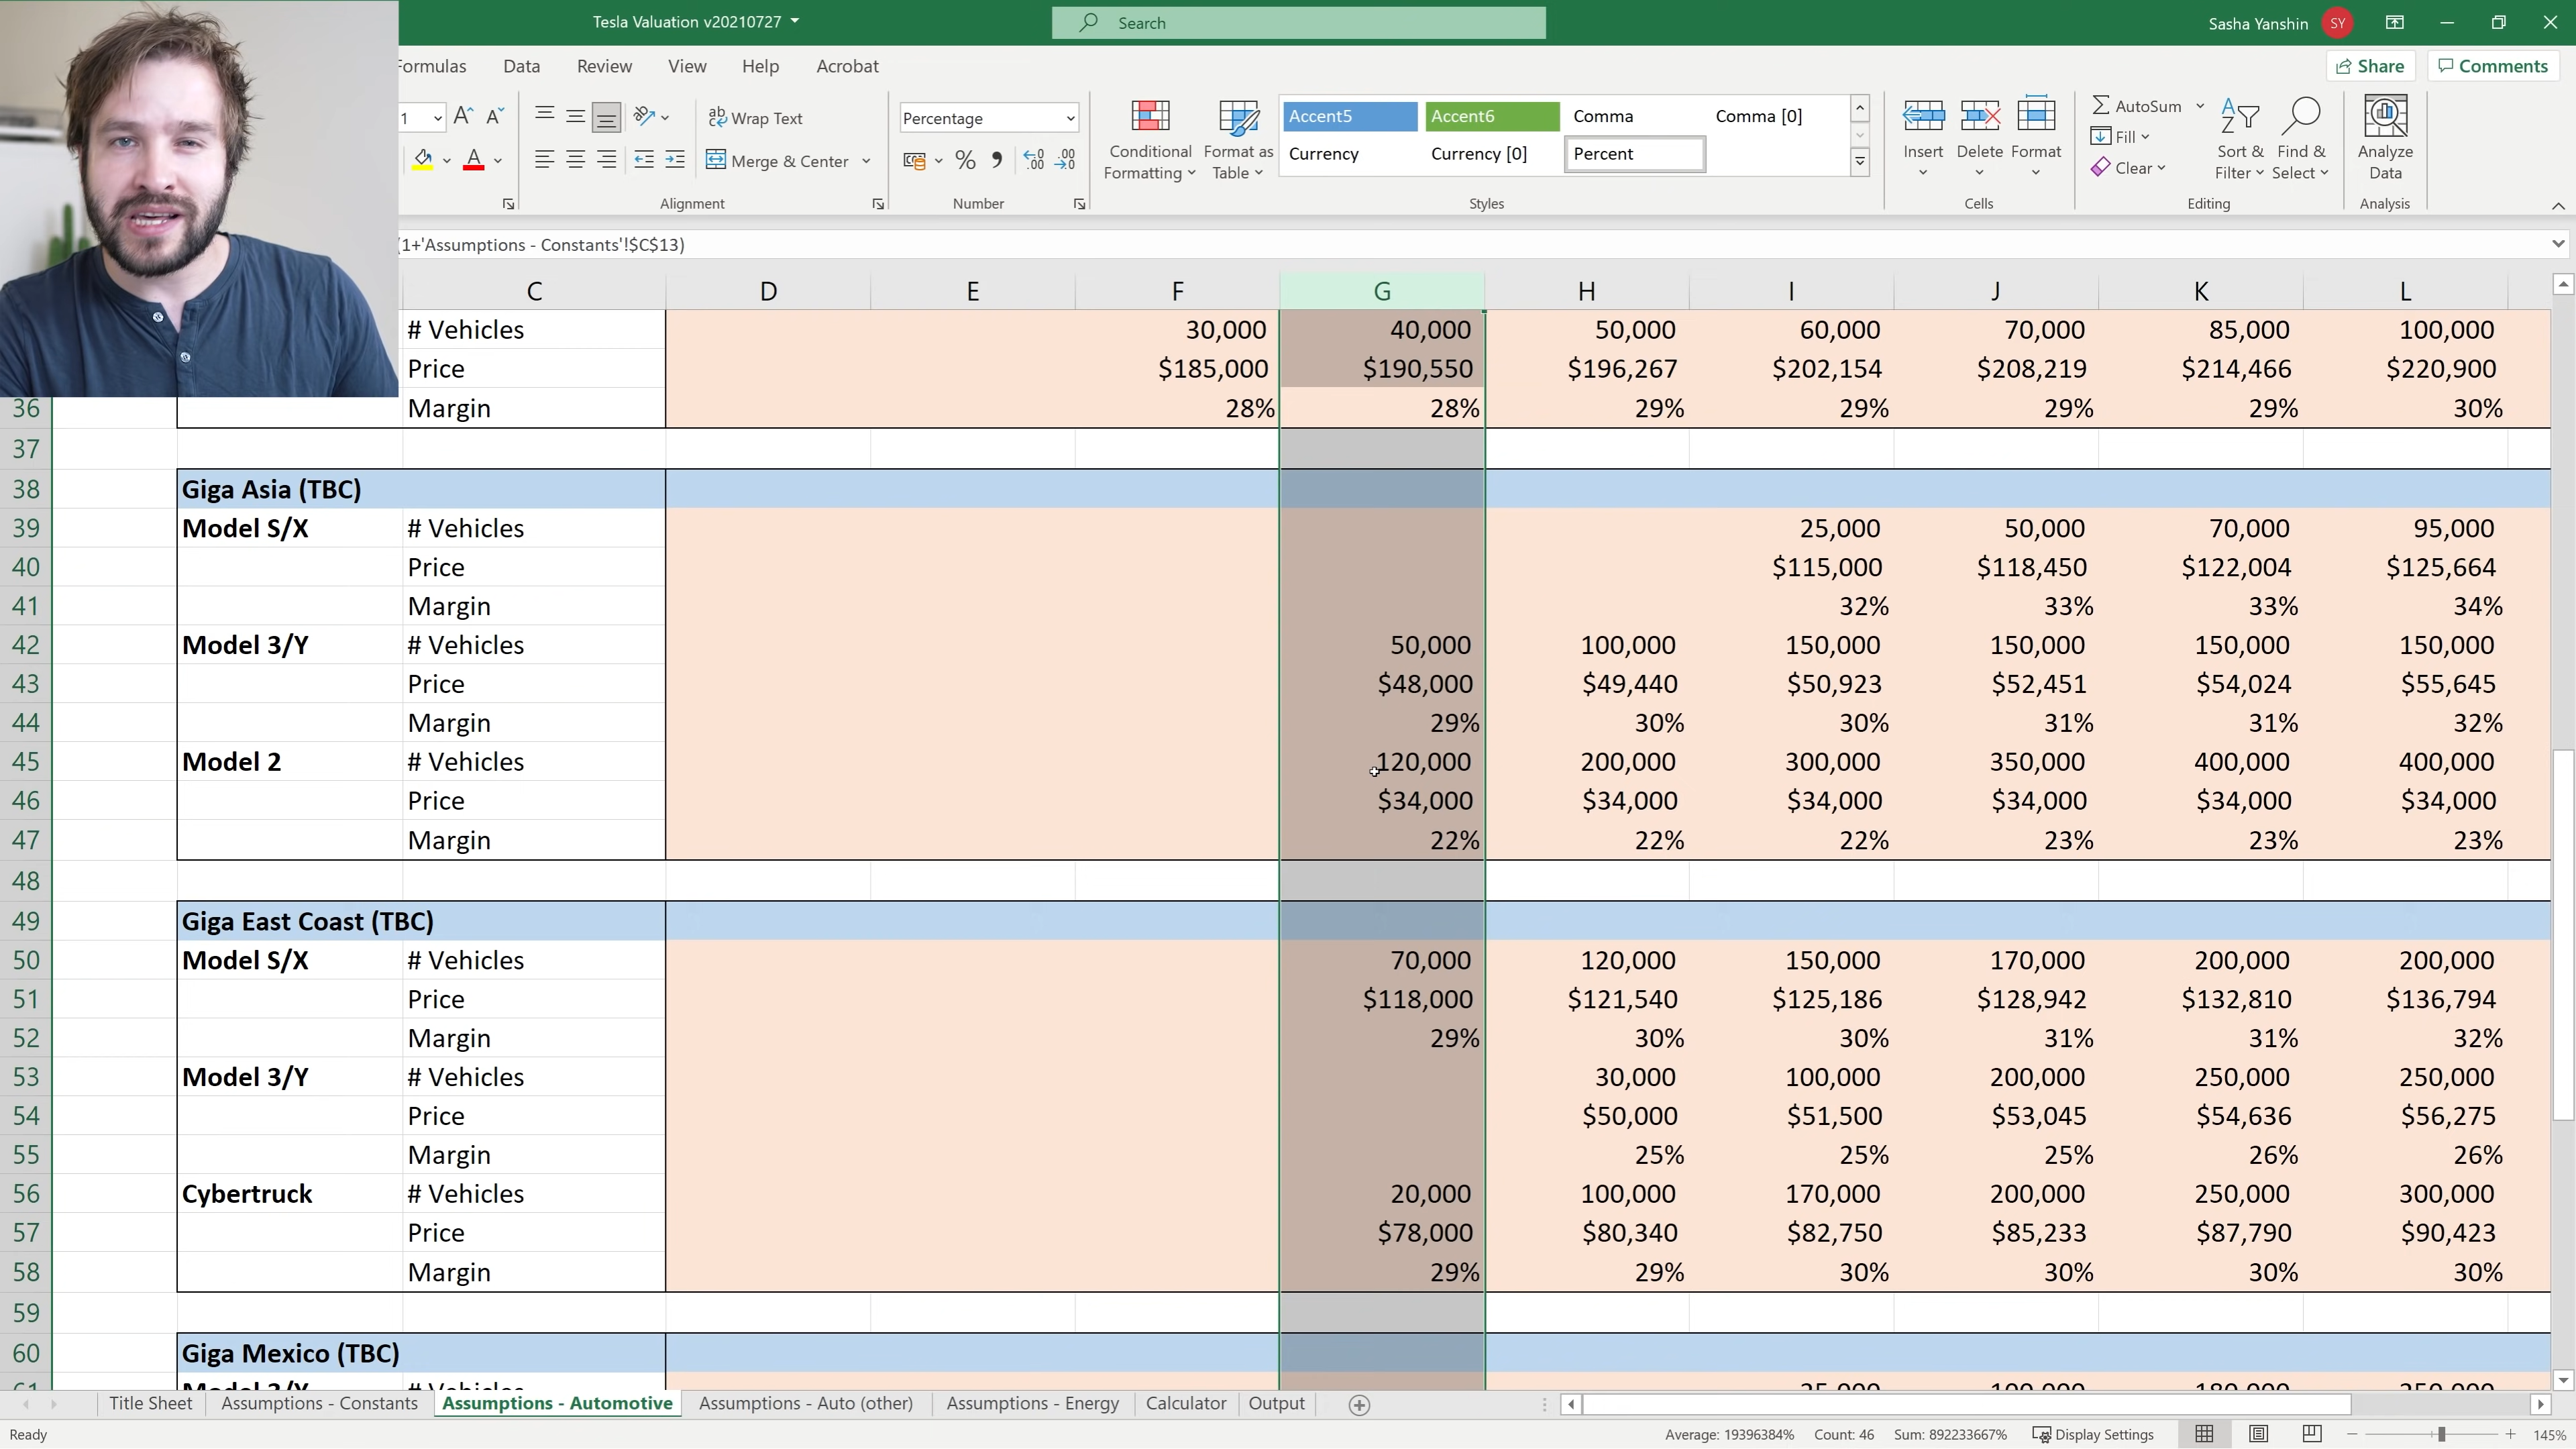 Tesla Valuation v20210727
Search
Sasha Yanshin SY
Formulas Data Review View Help Acrobat
Share Comments
1 A A
Wrap Text
Percentage
Accent5 Accent6 Comma Comma [0]
Currency Currency [0] Percent
Conditional Formatting
Format as Table
Merge & Center
Insert Delete Format
AutoSum
Fill
Clear
Sort & Filter
Find & Select
Analyze Data
Alignment Number Styles Cells Editing Analysis
(1+'Assumptions - Constants'!$C$13)
C D E F G H I J K L
# Vehicles 30,000 40,000 50,000 60,000 70,000 85,000 100,000
Price $185,000 $190,550 $196,267 $202,154 $208,219 $214,466 $220,900
36 Margin 28% 28% 29% 29% 29% 29% 30%
37
38 Giga Asia (TBC)
39 Model S/X # Vehicles 25,000 50,000 70,000 95,000
40 Price $115,000 $118,450 $122,004 $125,664
41 Margin 32% 33% 33% 34%
42 Model 3/Y # Vehicles 50,000 100,000 150,000 150,000 150,000 150,000
43 Price $48,000 $49,440 $50,923 $52,451 $54,024 $55,645
44 Margin 29% 30% 30% 31% 31% 32%
45 Model 2 # Vehicles 120,000 200,000 300,000 350,000 400,000 400,000
46 Price $34,000 $34,000 $34,000 $34,000 $34,000 $34,000
47 Margin 22% 22% 22% 23% 23% 23%
48
49 Giga East Coast (TBC)
50 Model S/X # Vehicles 70,000 120,000 150,000 170,000 200,000 200,000
51 Price $118,000 $121,540 $125,186 $128,942 $132,810 $136,794
52 Margin 29% 30% 30% 31% 31% 32%
53 Model 3/Y # Vehicles 30,000 100,000 200,000 250,000 250,000
54 Price $50,000 $51,500 $53,045 $54,636 $56,275
55 Margin 25% 25% 25% 26% 26%
56 Cybertruck # Vehicles 20,000 100,000 170,000 200,000 250,000 300,000
57 Price $78,000 $80,340 $82,750 $85,233 $87,790 $90,423
58 Margin 29% 29% 30% 30% 30% 30%
59
60 Giga Mexico (TBC)
61 Model 3/Y # Vehicles
Title Sheet Assumptions - Constants Assumptions - Automotive Assumptions - Auto (other) Assumptions - Energy Calculator Output
Ready Average: 19396384% Count: 46 Sum: 892233667% Display Settings 145%